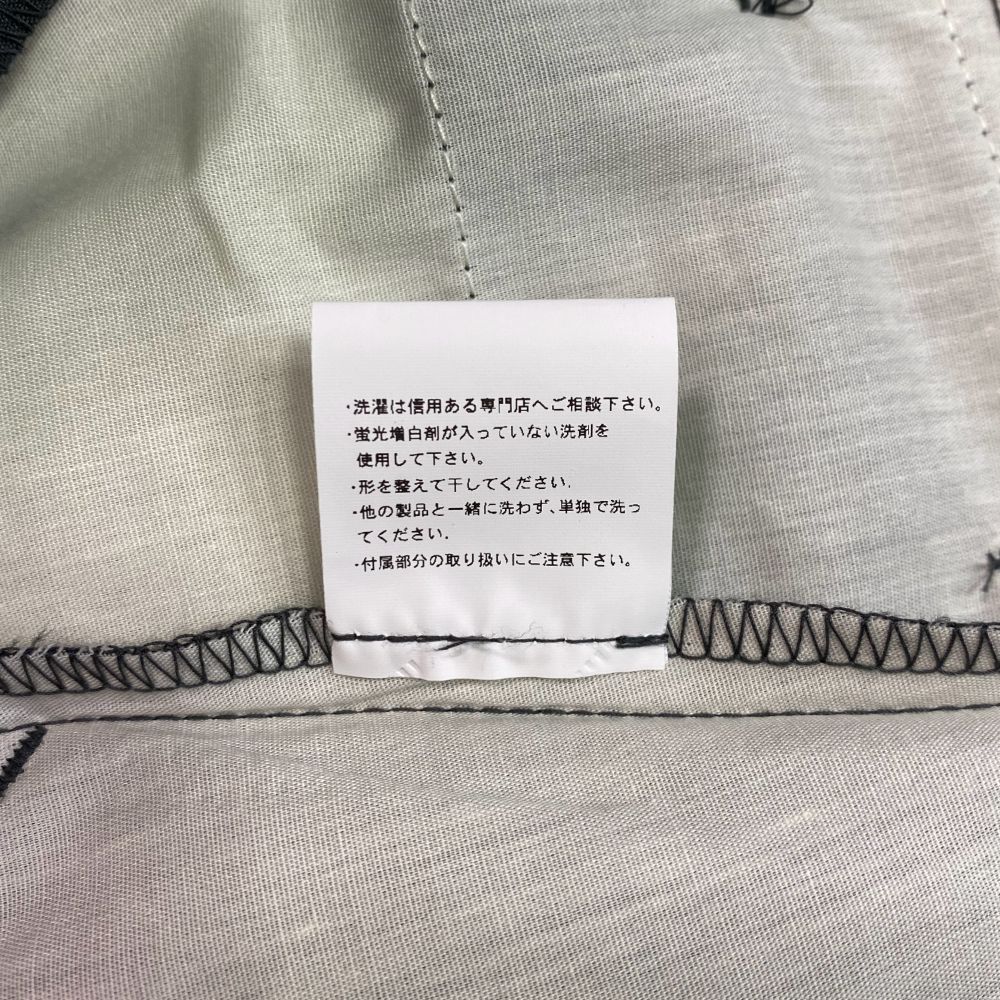 ・洗濯は信用ある専門店へご相談下さい。
・蛍光増白剤が入っていない洗剤を
使用して下さい。
・形を整えて干してください.
・他の製品と一緒に洗わず、単独で洗っ
てください.
・付属部分の取り扱いにご注意下さい。